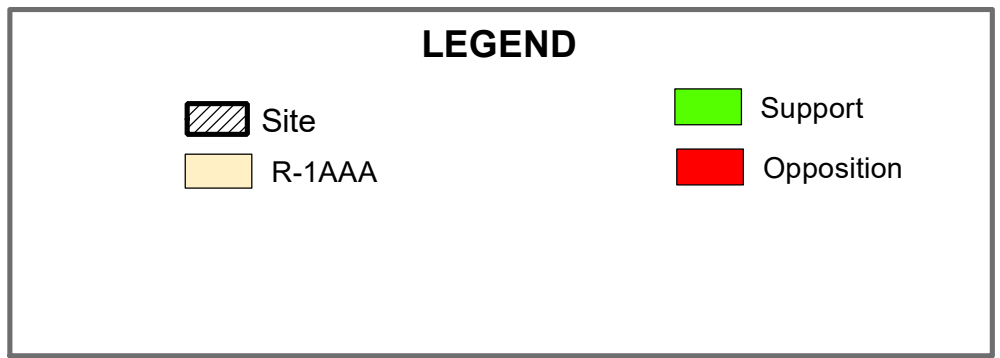 LEGEND
Site
R-1AAA
Support
Opposition